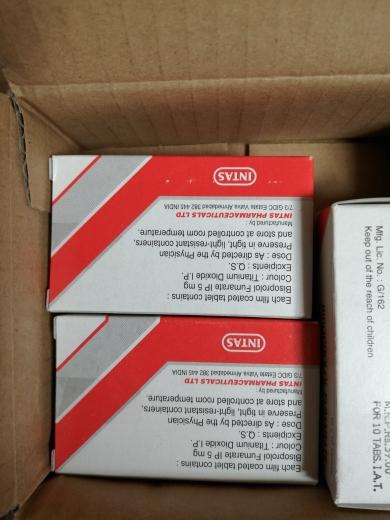 Each film coated tablet contains :
Bisoprolol Fumarate IP 5 mg
Colour : Titanium Dioxide I.P.
Excipients : Q.S.
Dose : As directed by the Physician
Preserve in tight, light-resistant containers,
and store at controlled room temperature.
Manufactured by :
INTAS PHARMACEUTICALS LTD
7/3 GIDC Estate Vatva Ahmedabad 382 445 INDIA
INTAS
Each film coated tablet contains :
Bisoprolol Fumarate IP 5 mg
Colour : Titanium Dioxide I.P.
Excipients : Q.S.
Dose : As directed by the Physician
Preserve in tight, light-resistant containers,
and store at controlled room temperature.
Manufactured by :
INTAS PHARMACEUTICALS LTD
7/3 GIDC Estate Vatva Ahmedabad 382 445 INDIA
INTAS
Mfg. Lic. No.: G/162
Keep out of the reach of children
FOR 10 TABS.I.A.T.